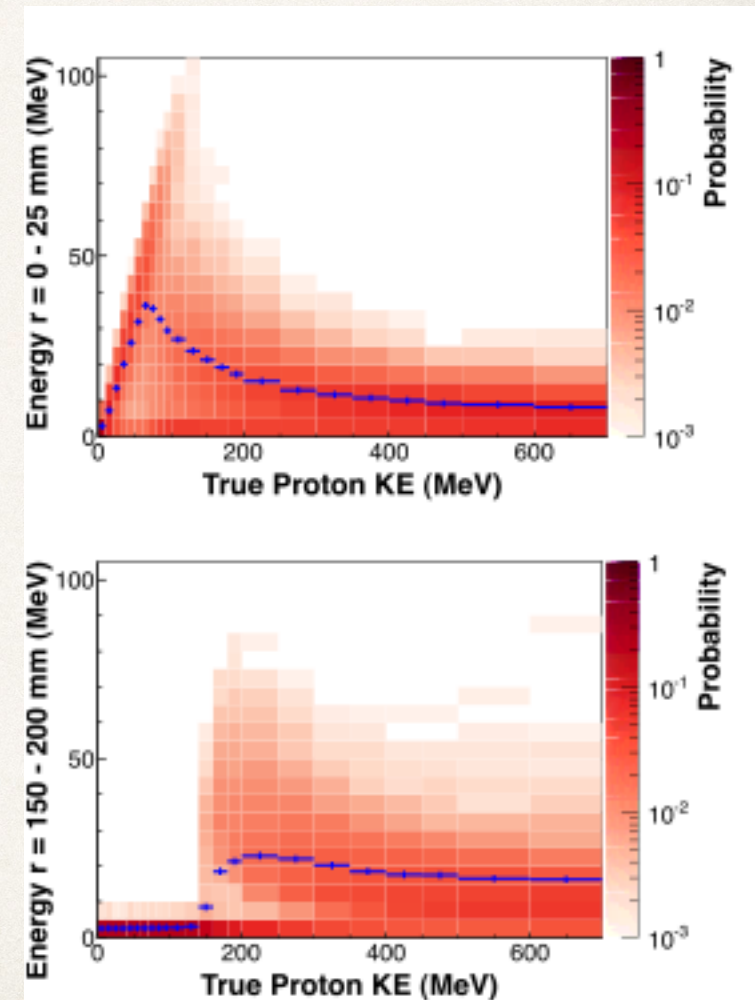 Energy r = 0 - 25 mm (MeV)
100
50
0
0 200 400 600
True Proton KE (MeV)
1
10-1
10-2
10-3
Probability
Energy r = 150 - 200 mm (MeV)
100
50
0
0 200 400 600
True Proton KE (MeV)
1
10-1
10-2
10-3
Probability